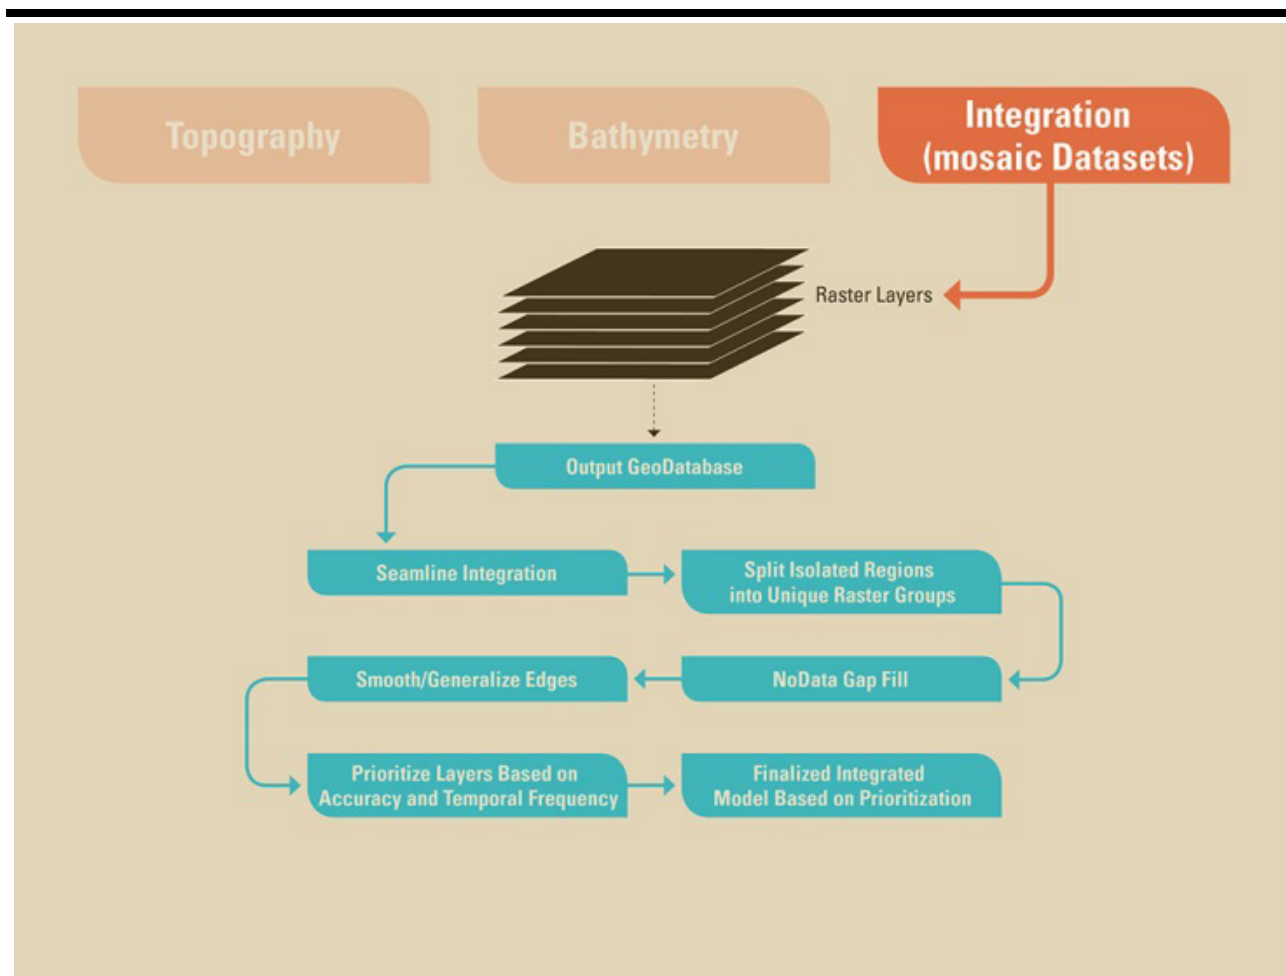 Topography
Bathymetry
Integration
(mosaic Datasets)
Raster Layers
Output GeoDatabase
Seamline Integration
Split Isolated Regions
into Unique Raster Groups
Smooth/Generalize Edges
NoData Gap Fill
Prioritize Layers Based on
Accuracy and Temporal Frequency
Finalized Integrated
Model Based on Prioritization